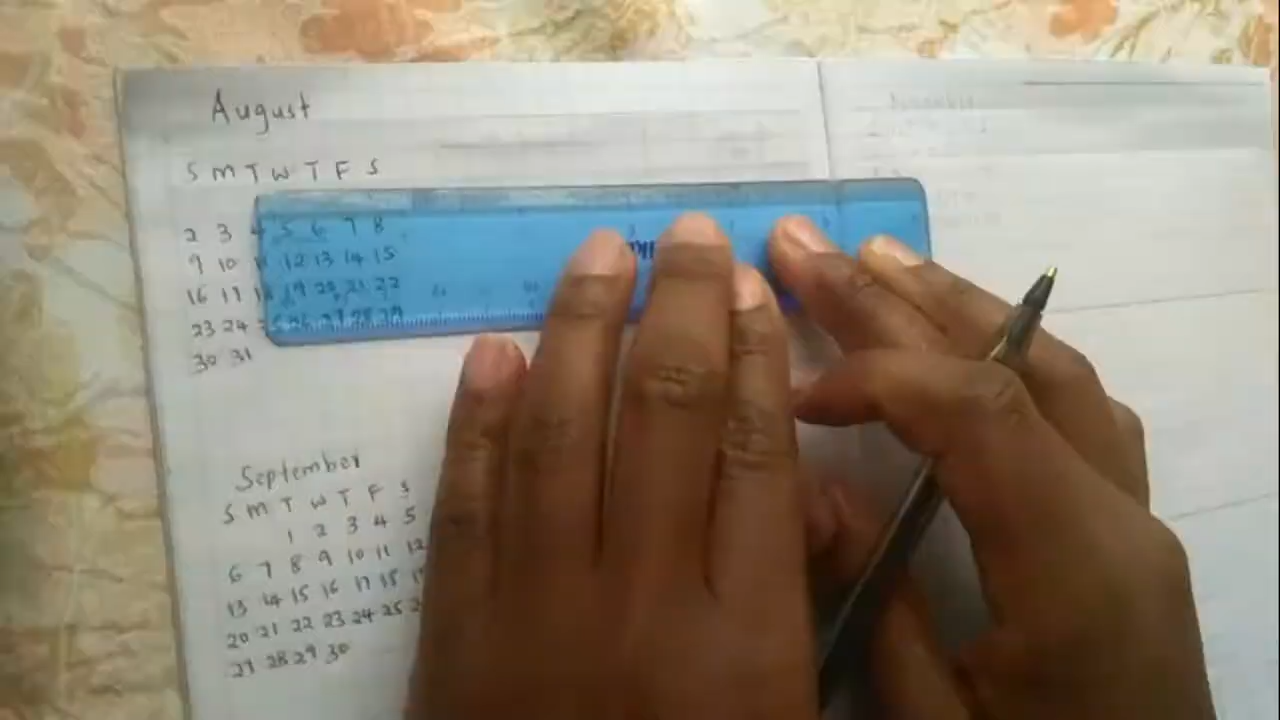 August
S M T W T F S
2 3 4 5 6 7 8
9 10 11 12 13 14 15
16 17 18 19 20 21 22
23 24 25 26 27 28 29
30 31
September
S M T W T F S
1 2 3 4 5
6 7 8 9 10 11 12
13 14 15 16 17 18
20 21 22 23 24 25
27 28 29 30